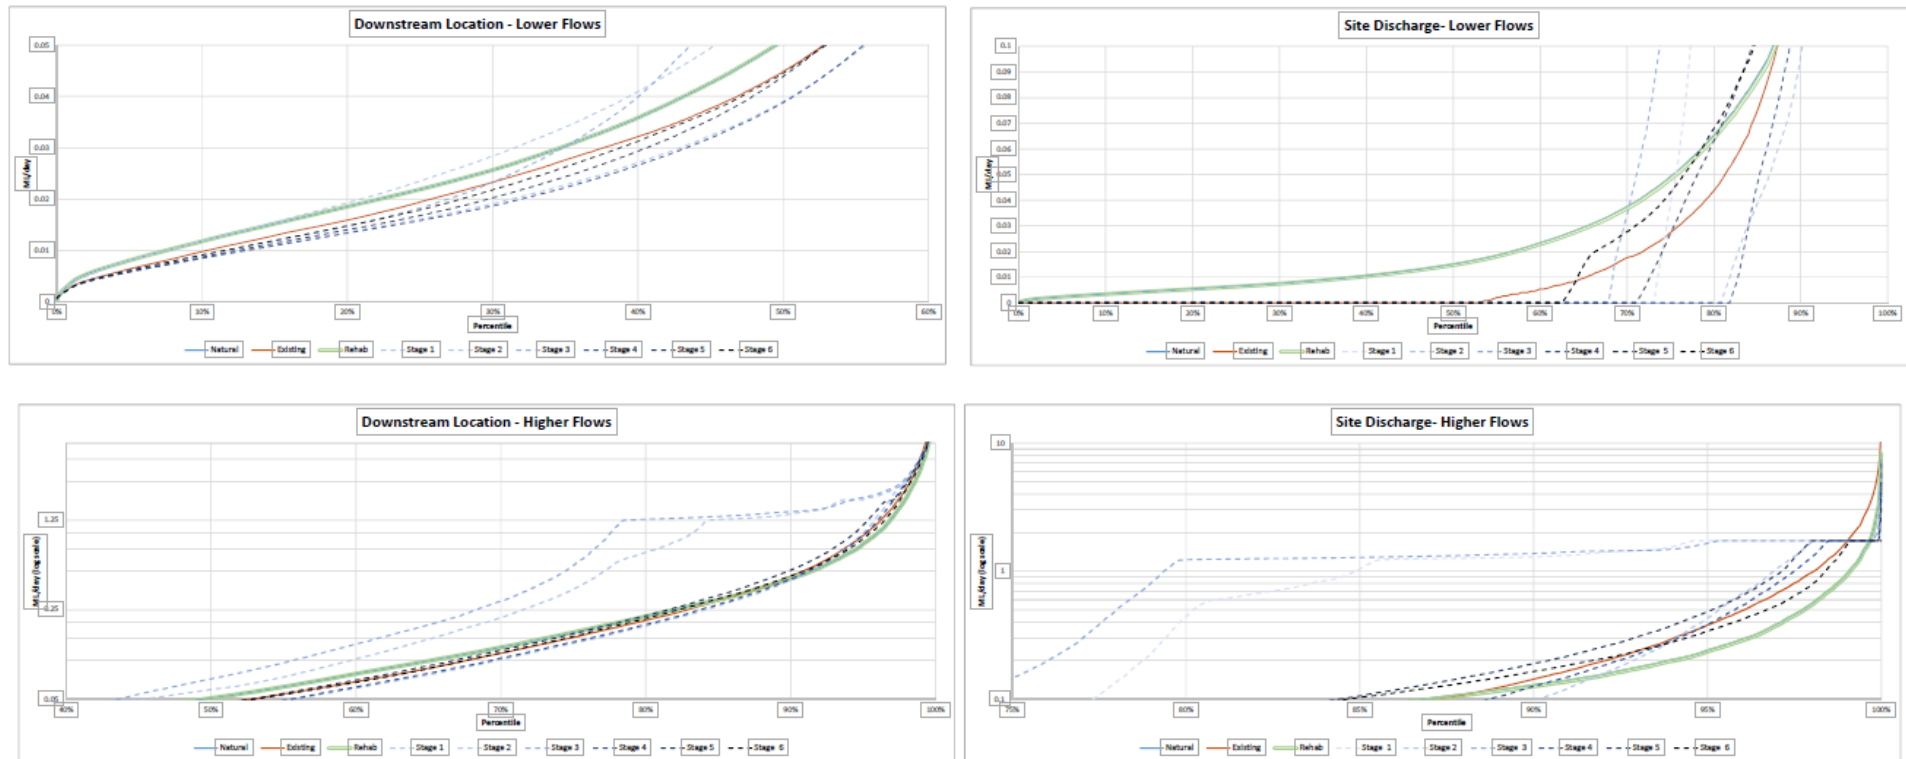 Downstream Location - Lower Flows
ML/day
0.05
0.04
0.03
0.02
0.01
0
0% 10% 20% 30% 40% 50% 60%
Percentile
Natural Existing Rehab Stage 1 Stage 2 Stage 3 Stage 4 Stage 5 Stage 6
Site Discharge- Lower Flows
ML/day
0.1
0.09
0.08
0.07
0.06
0.05
0.04
0.03
0.02
0.01
0
0% 10% 20% 30% 40% 50% 60% 70% 80% 90% 100%
Percentile
Natural Existing Rehab Stage 1 Stage 2 Stage 3 Stage 4 Stage 5 Stage 6
Downstream Location - Higher Flows
ML/day (log scale)
1.25
0.25
0.05
40% 50% 60% 70% 80% 90% 100%
Percentile
Natural Existing Rehab Stage 1 Stage 2 Stage 3 Stage 4 Stage 5 Stage 6
Site Discharge- Higher Flows
ML/day (log scale)
10
1
0.1
75% 80% 85% 90% 95% 100%
Percentile
Natural Existing Rehab Stage 1 Stage 2 Stage 3 Stage 4 Stage 5 Stage 6